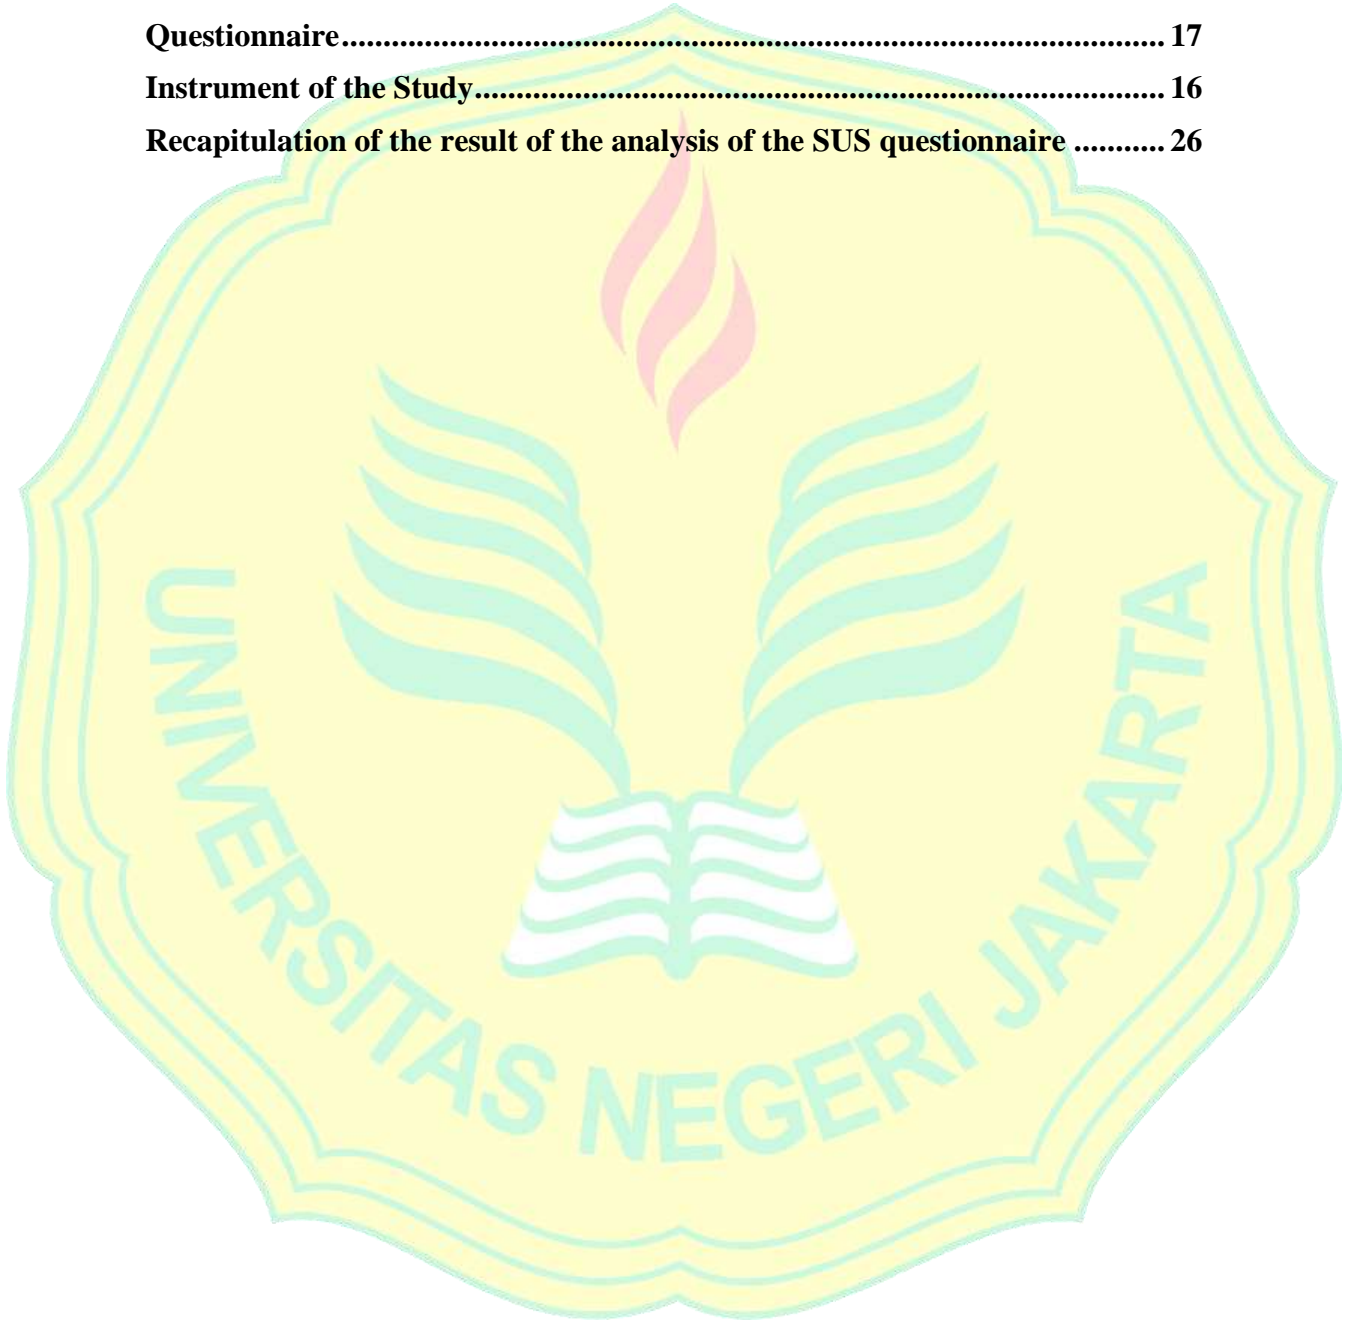 Questionnaire.................................................................................................... 17
Instrument of the Study.................................................................................... 16
Recapitulation of the result of the analysis of the SUS questionnaire ........... 26
UNIVERSITAS NEGERI JAKARTA